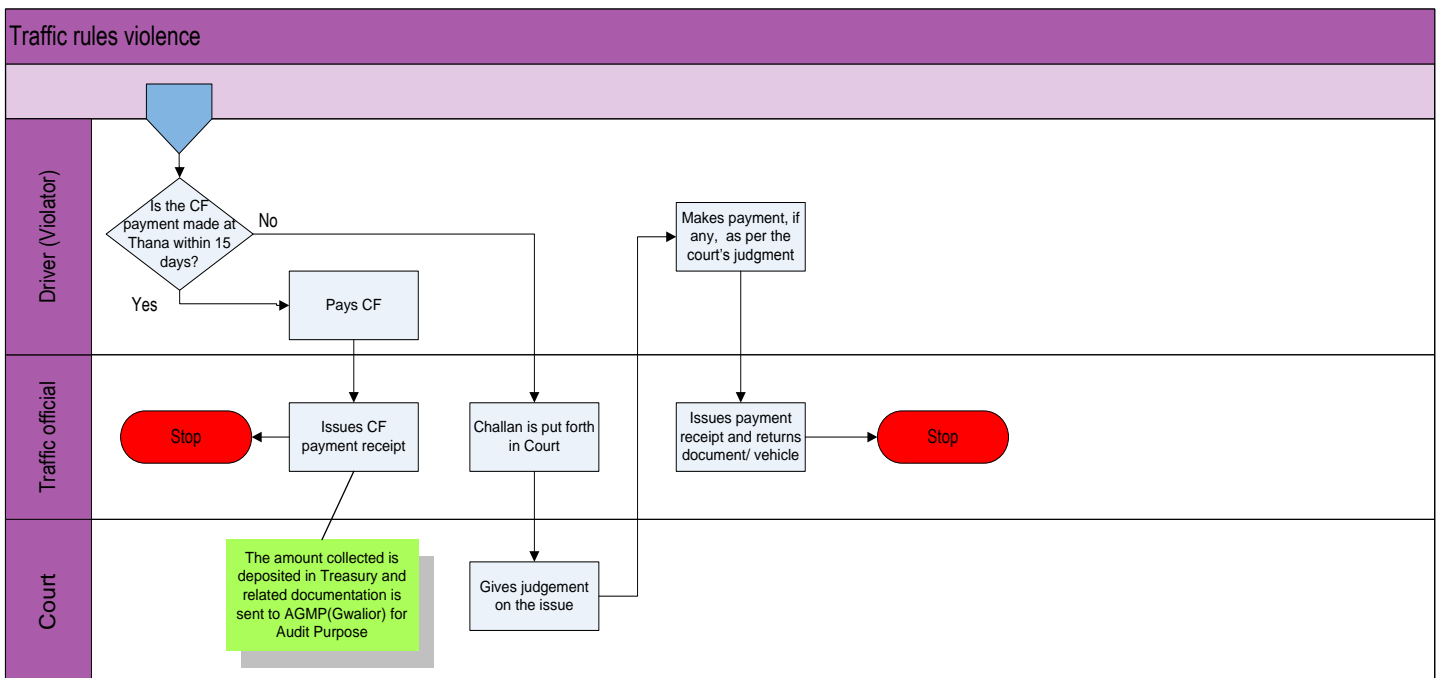 Traffic rules violence
Driver (Violator)
Is the CF
payment made at
Thana within 15
days?
No
Yes
Pays CF
Makes payment, if
any, as per the
court's judgment
Traffic official
Stop
Issues CF
payment receipt
Challan is put forth
in Court
Issues payment
receipt and returns
document/ vehicle
Stop
Court
The amount collected is
deposited in Treasury and
related documentation is
sent to AGMP(Gwalior) for
Audit Purpose
Gives judgement
on the issue